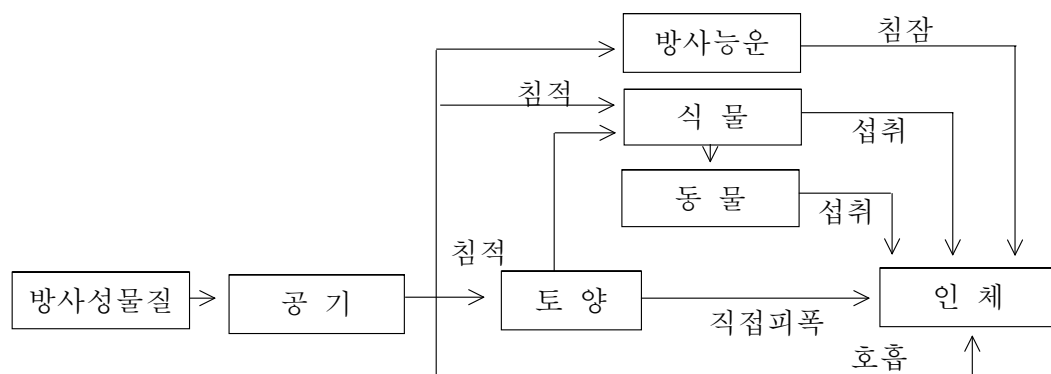 방사능운
침잠
침적
식 물
섭취
동 물
섭취
침적
방사성물질
공 기
토 양
직접피폭
인 체
호흡